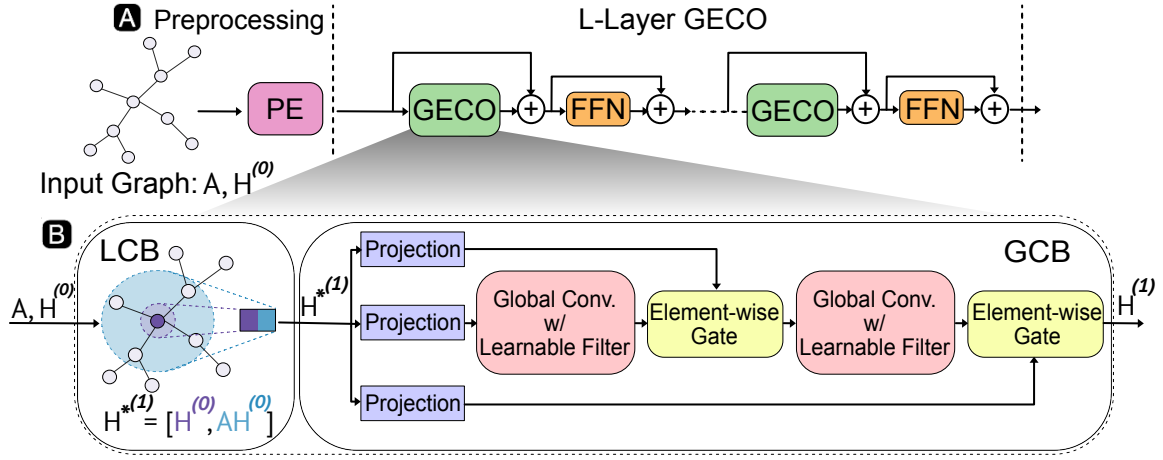 A Preprocessing
L-Layer GECO
PE
GECO
+
FFN
+
GECO
+
FFN
+
Input Graph: A, H^(0)
B
LCB
GCB
A, H^(0)
H*^(1)
Projection
Projection
Projection
Global Conv.
w/
Learnable Filter
Element-wise
Gate
Global Conv.
w/
Learnable Filter
Element-wise
Gate
H^(1)
H*^(1) = [H^(0), AH^(0)]